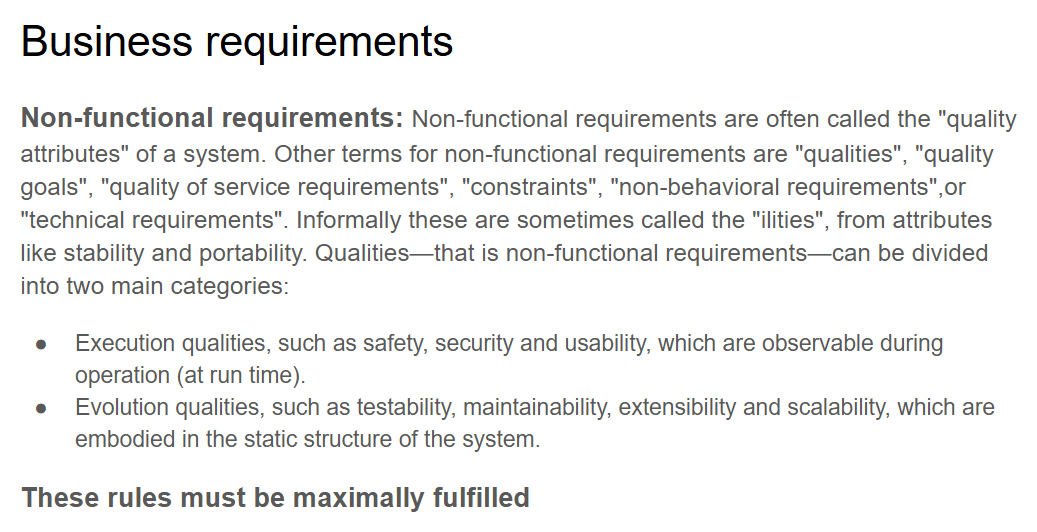 Business requirements
Non-functional requirements: Non-functional requirements are often called the "quality
attributes" of a system. Other terms for non-functional requirements are "qualities", "quality
goals", "quality of service requirements", "constraints", "non-behavioral requirements",or
"technical requirements". Informally these are sometimes called the "ilities", from attributes
like stability and portability. Qualities—that is non-functional requirements—can be divided
into two main categories:
● Execution qualities, such as safety, security and usability, which are observable during
operation (at run time).
● Evolution qualities, such as testability, maintainability, extensibility and scalability, which are
embodied in the static structure of the system.
These rules must be maximally fulfilled